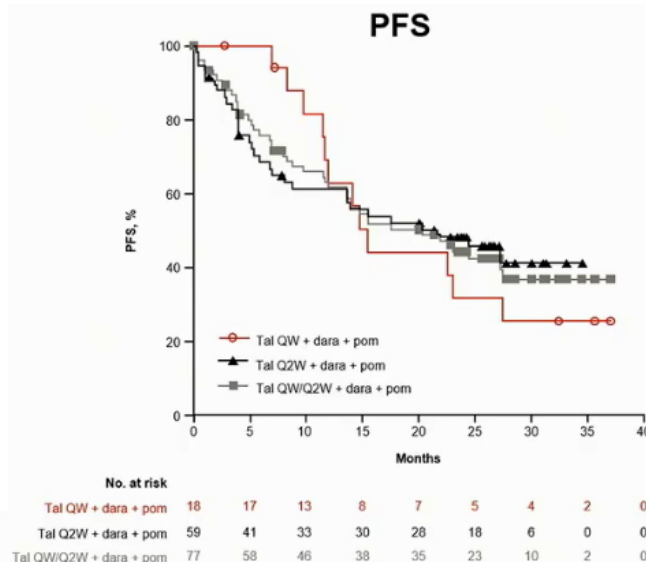 PFS
100
80
60
40
20
0
PFS, %
Tal QW + dara + pom
Tal Q2W + dara + pom
Tal QW/Q2W + dara + pom
0 5 10 15 20 25 30 35 40
Months
No. at risk
Tal QW + dara + pom 18 17 13 8 7 5 4 2 0
Tal Q2W + dara + pom 59 41 33 30 28 18 6 0 0
Tal QW/Q2W + dara + pom 77 58 46 38 35 23 10 2 0